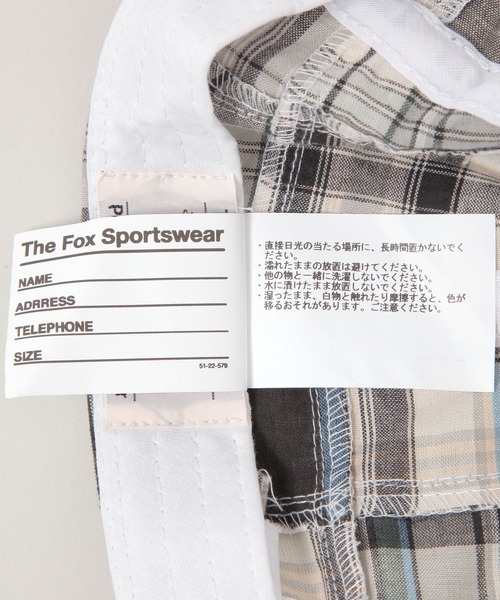 The Fox Sportswear
NAME
ADRRESS
TELEPHONE
SIZE
51-22-579
・直接日光の当たる場所に、長時間置かないでく
ださい。
・濡れたままの放置は避けてください。
・他の物と一緒に洗濯しないでください。
・水に漬けたまま放置しないでください。
・湿ったまま、白物と触れたり摩擦すると、色が
移るおそれがあります。ご注意ください。